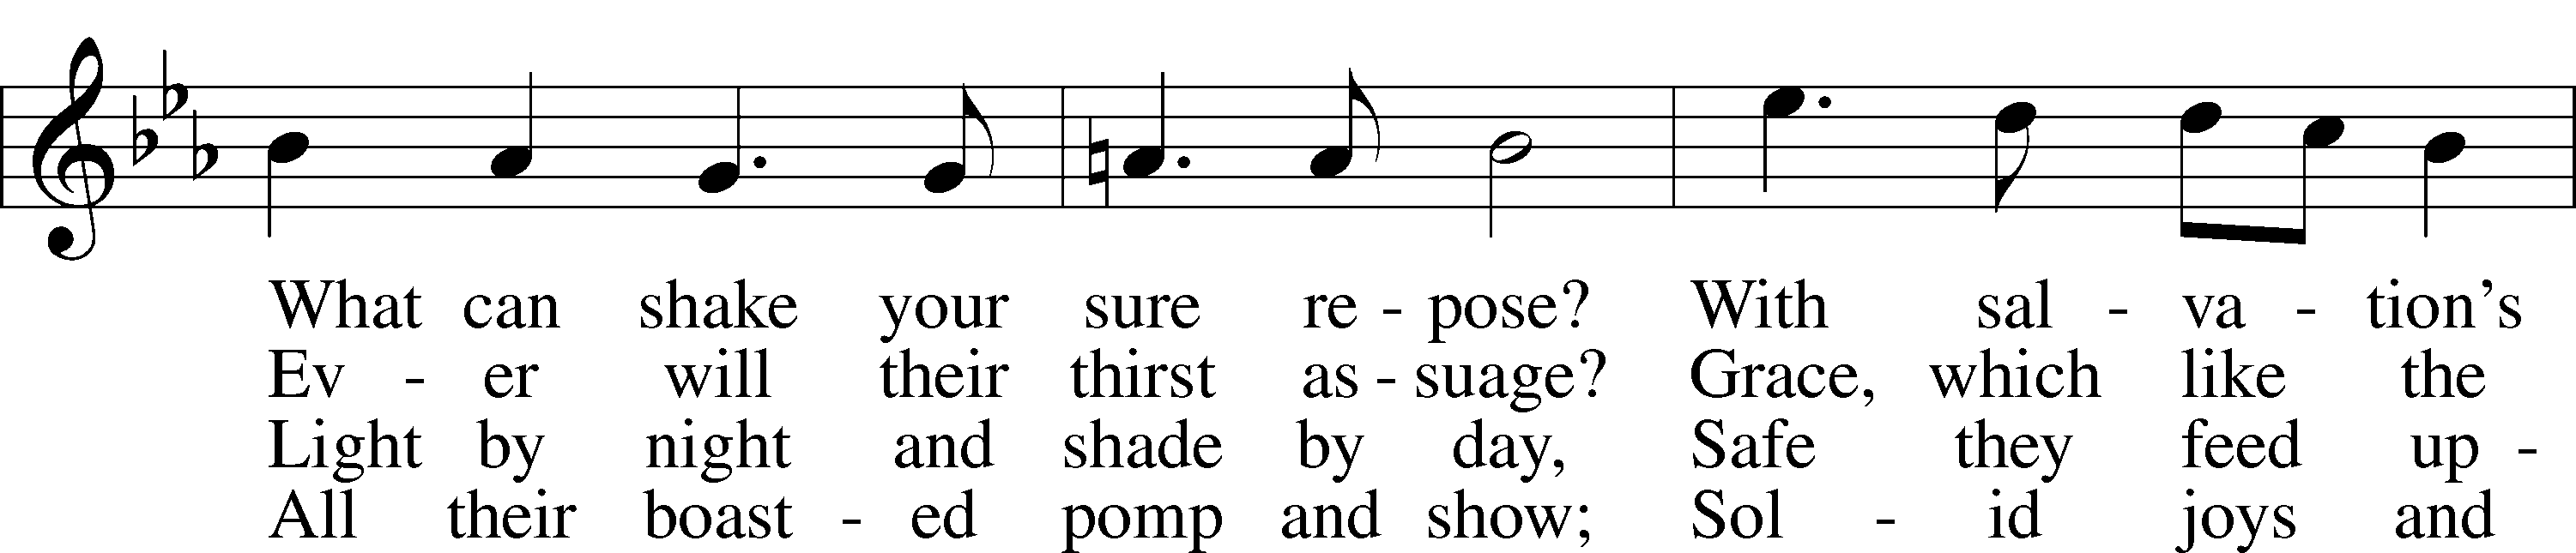 What can shake your sure re - pose? With sal - va - tion's
Ev - er will their thirst as - suage? Grace, which like the
Light by night and shade by day, Safe they feed up -
All their boast - ed pomp and show; Sol - id joys and